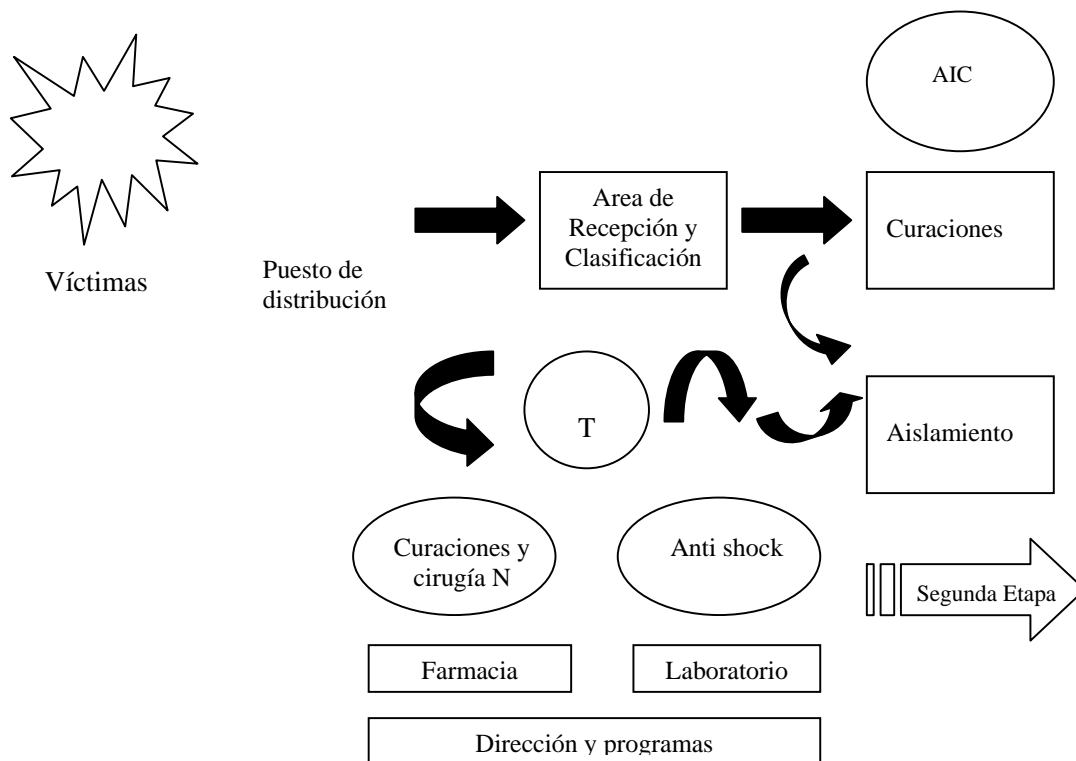 AIC
Area de
Recepción y
Clasificación
Curaciones
Víctimas
Puesto de
distribución
T
Aislamiento
Curaciones y
cirugía N
Anti shock
Segunda Etapa
Farmacia
Laboratorio
Dirección y programas